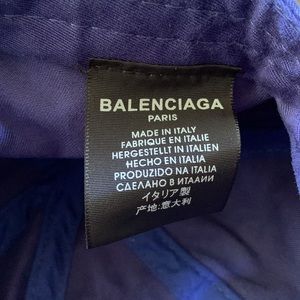 BALENCIAGA
PARIS
MADE IN ITALY
FABRIQUE EN ITALIE
HERGESTELLT IN ITALIEN
HECHO EN ITALIA
PRODUZIDO NA ITALIA
СДЕЛАНО В ИТАЛИИ
イタリア製
产地:意大利